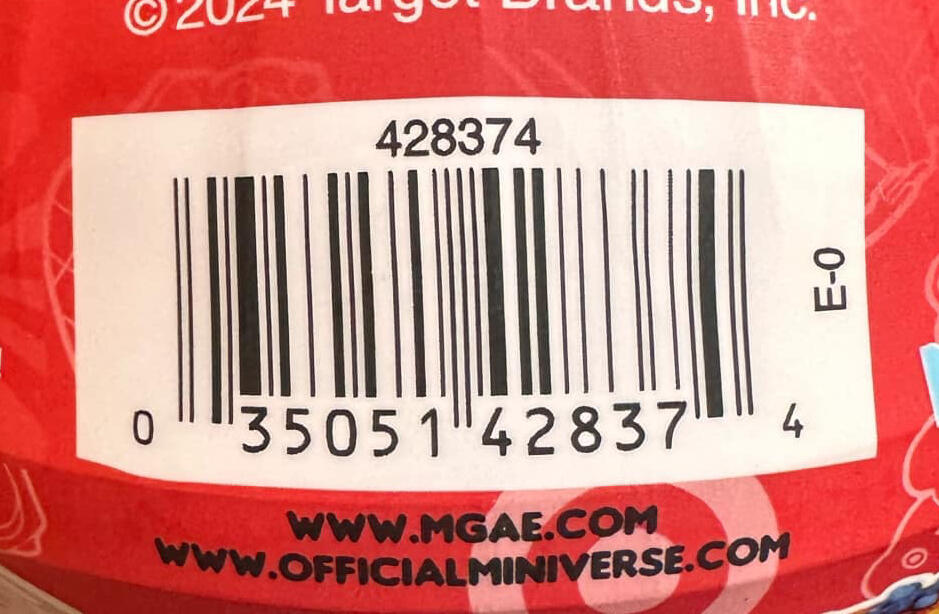 ©2024 Target Brands, Inc.
428374
E-0
0 35051 42837 4
WWW.MGAE.COM
WWW.OFFICIALMINIVERSE.COM